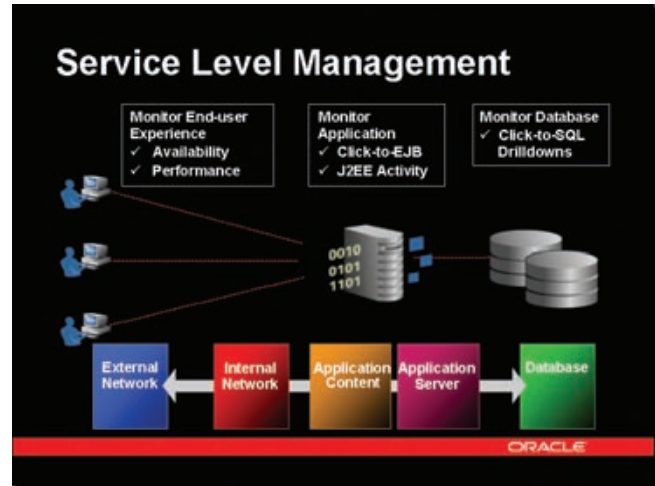 Service Level Management
Monitor End-user
Experience
✓ Availability
✓ Performance
Monitor
Application
✓ Click-to-EJB
✓ J2EE Activity
Monitor Database
✓ Click-to-SQL
Drilldowns
0010
0101
1101
External
Network
Internal
Network
Application
Content
Application
Server
Database
ORACLE